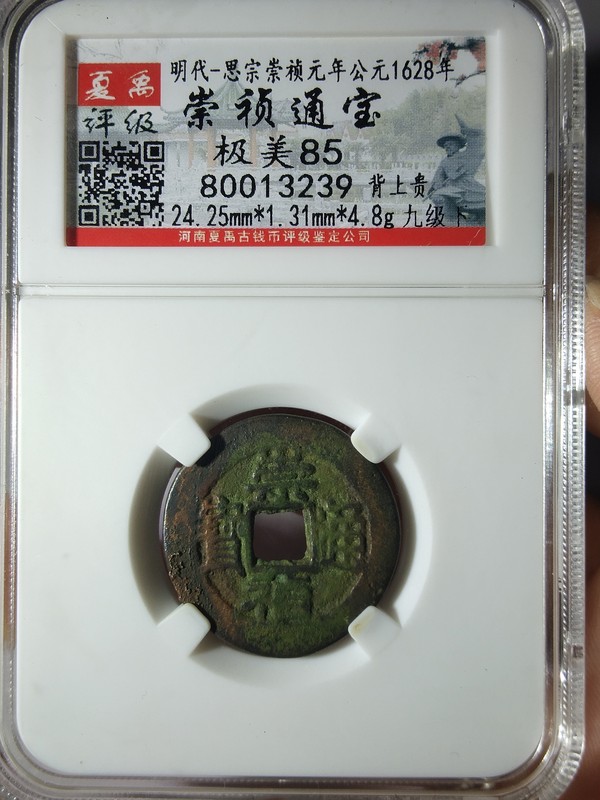 夏禹
评级
明代-思宗崇祯元年公元1628年
崇祯通宝
极美85
80013239 背上贵
24.25mm*1.31mm*4.8g 九级下
河南夏禹古钱币评级鉴定公司
崇
祯
通
寳